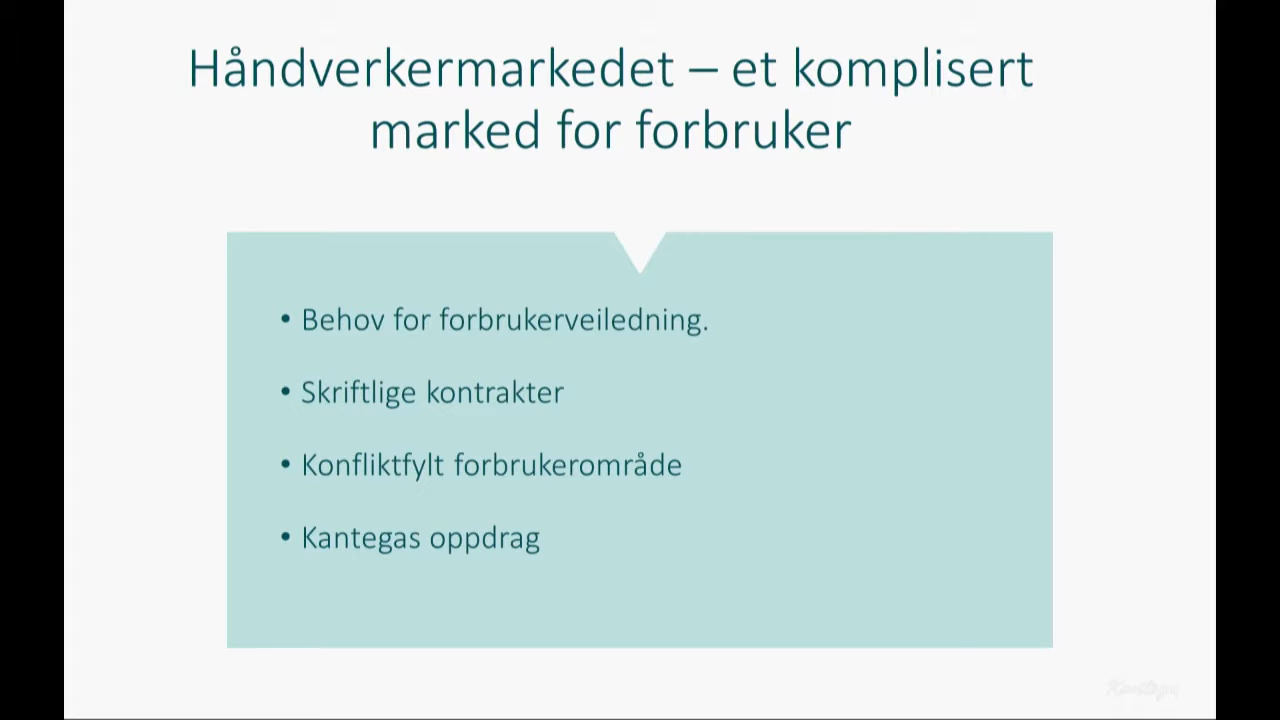 Håndverkermarkedet – et komplisert
marked for forbruker
• Behov for forbrukerveiledning.
• Skriftlige kontrakter
• Konfliktfylt forbrukerområde
• Kantegas oppdrag